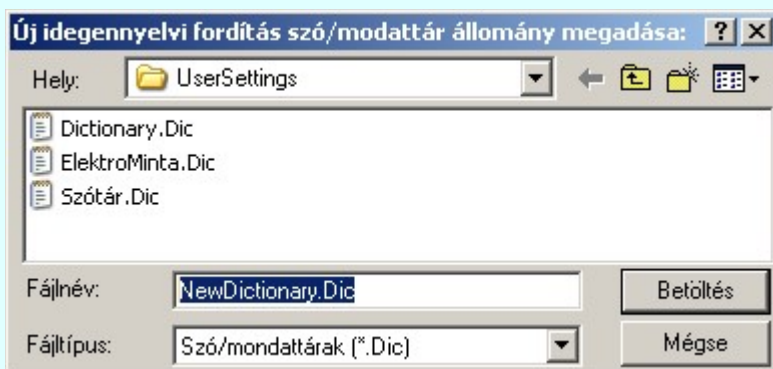 Új idegennyelvi fordítás szó/modattár állomány megadása:
Hely: UserSettings
Dictionary.Dic
ElektroMinta.Dic
Szótár.Dic
Fájlnév: NewDictionary.Dic Betöltés
Fájltípus: Szó/mondattárak (*.Dic) Mégse